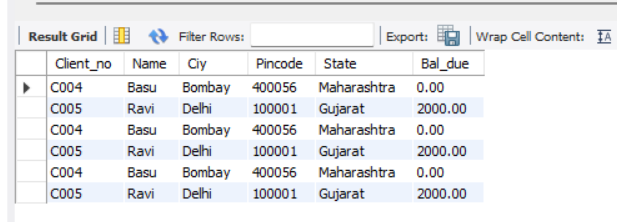 Result Grid Filter Rows: Export: Wrap Cell Content: IA
Client_no Name Ciy Pincode State Bal_due
C004 Basu Bombay 400056 Maharashtra 0.00
C005 Ravi Delhi 100001 Gujarat 2000.00
C004 Basu Bombay 400056 Maharashtra 0.00
C005 Ravi Delhi 100001 Gujarat 2000.00
C004 Basu Bombay 400056 Maharashtra 0.00
C005 Ravi Delhi 100001 Gujarat 2000.00